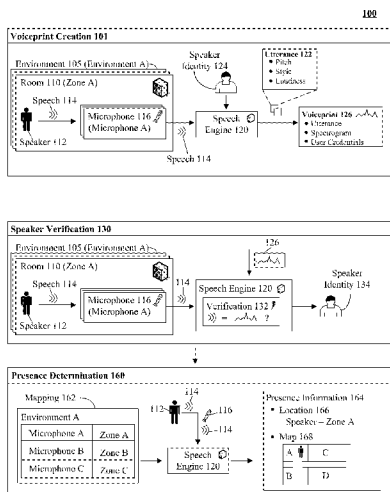 100
Voiceprint Creation 101
Environment 105 (Environment A)
Room 110 (Zone A)
Speech 114
Speaker 112
Microphone 116
(Microphone A)
Speech 114
Speaker
Identity 124
Speech
Engine 120
Utterance 122
• Pitch
• Style
• Loudness
Voiceprint 126
• Utterance
• Spectrogram
• User Credentials
Speaker Verification 130
Environment 105 (Environment A)
Room 110 (Zone A)
Speech 114
Speaker 112
Microphone 116
(Microphone A)
114
126
Speech Engine 120
Verification 132
= ?
Speaker
Identity 134
Presence Determination 160
Mapping 162
Environment A
Microphone A Zone A
Microphone B Zone B
Microphone C Zone C
112
114
116
114
Speech
Engine 120
Presence Information 164
• Location 166
Speaker – Zone A
• Map 168
A C
B D